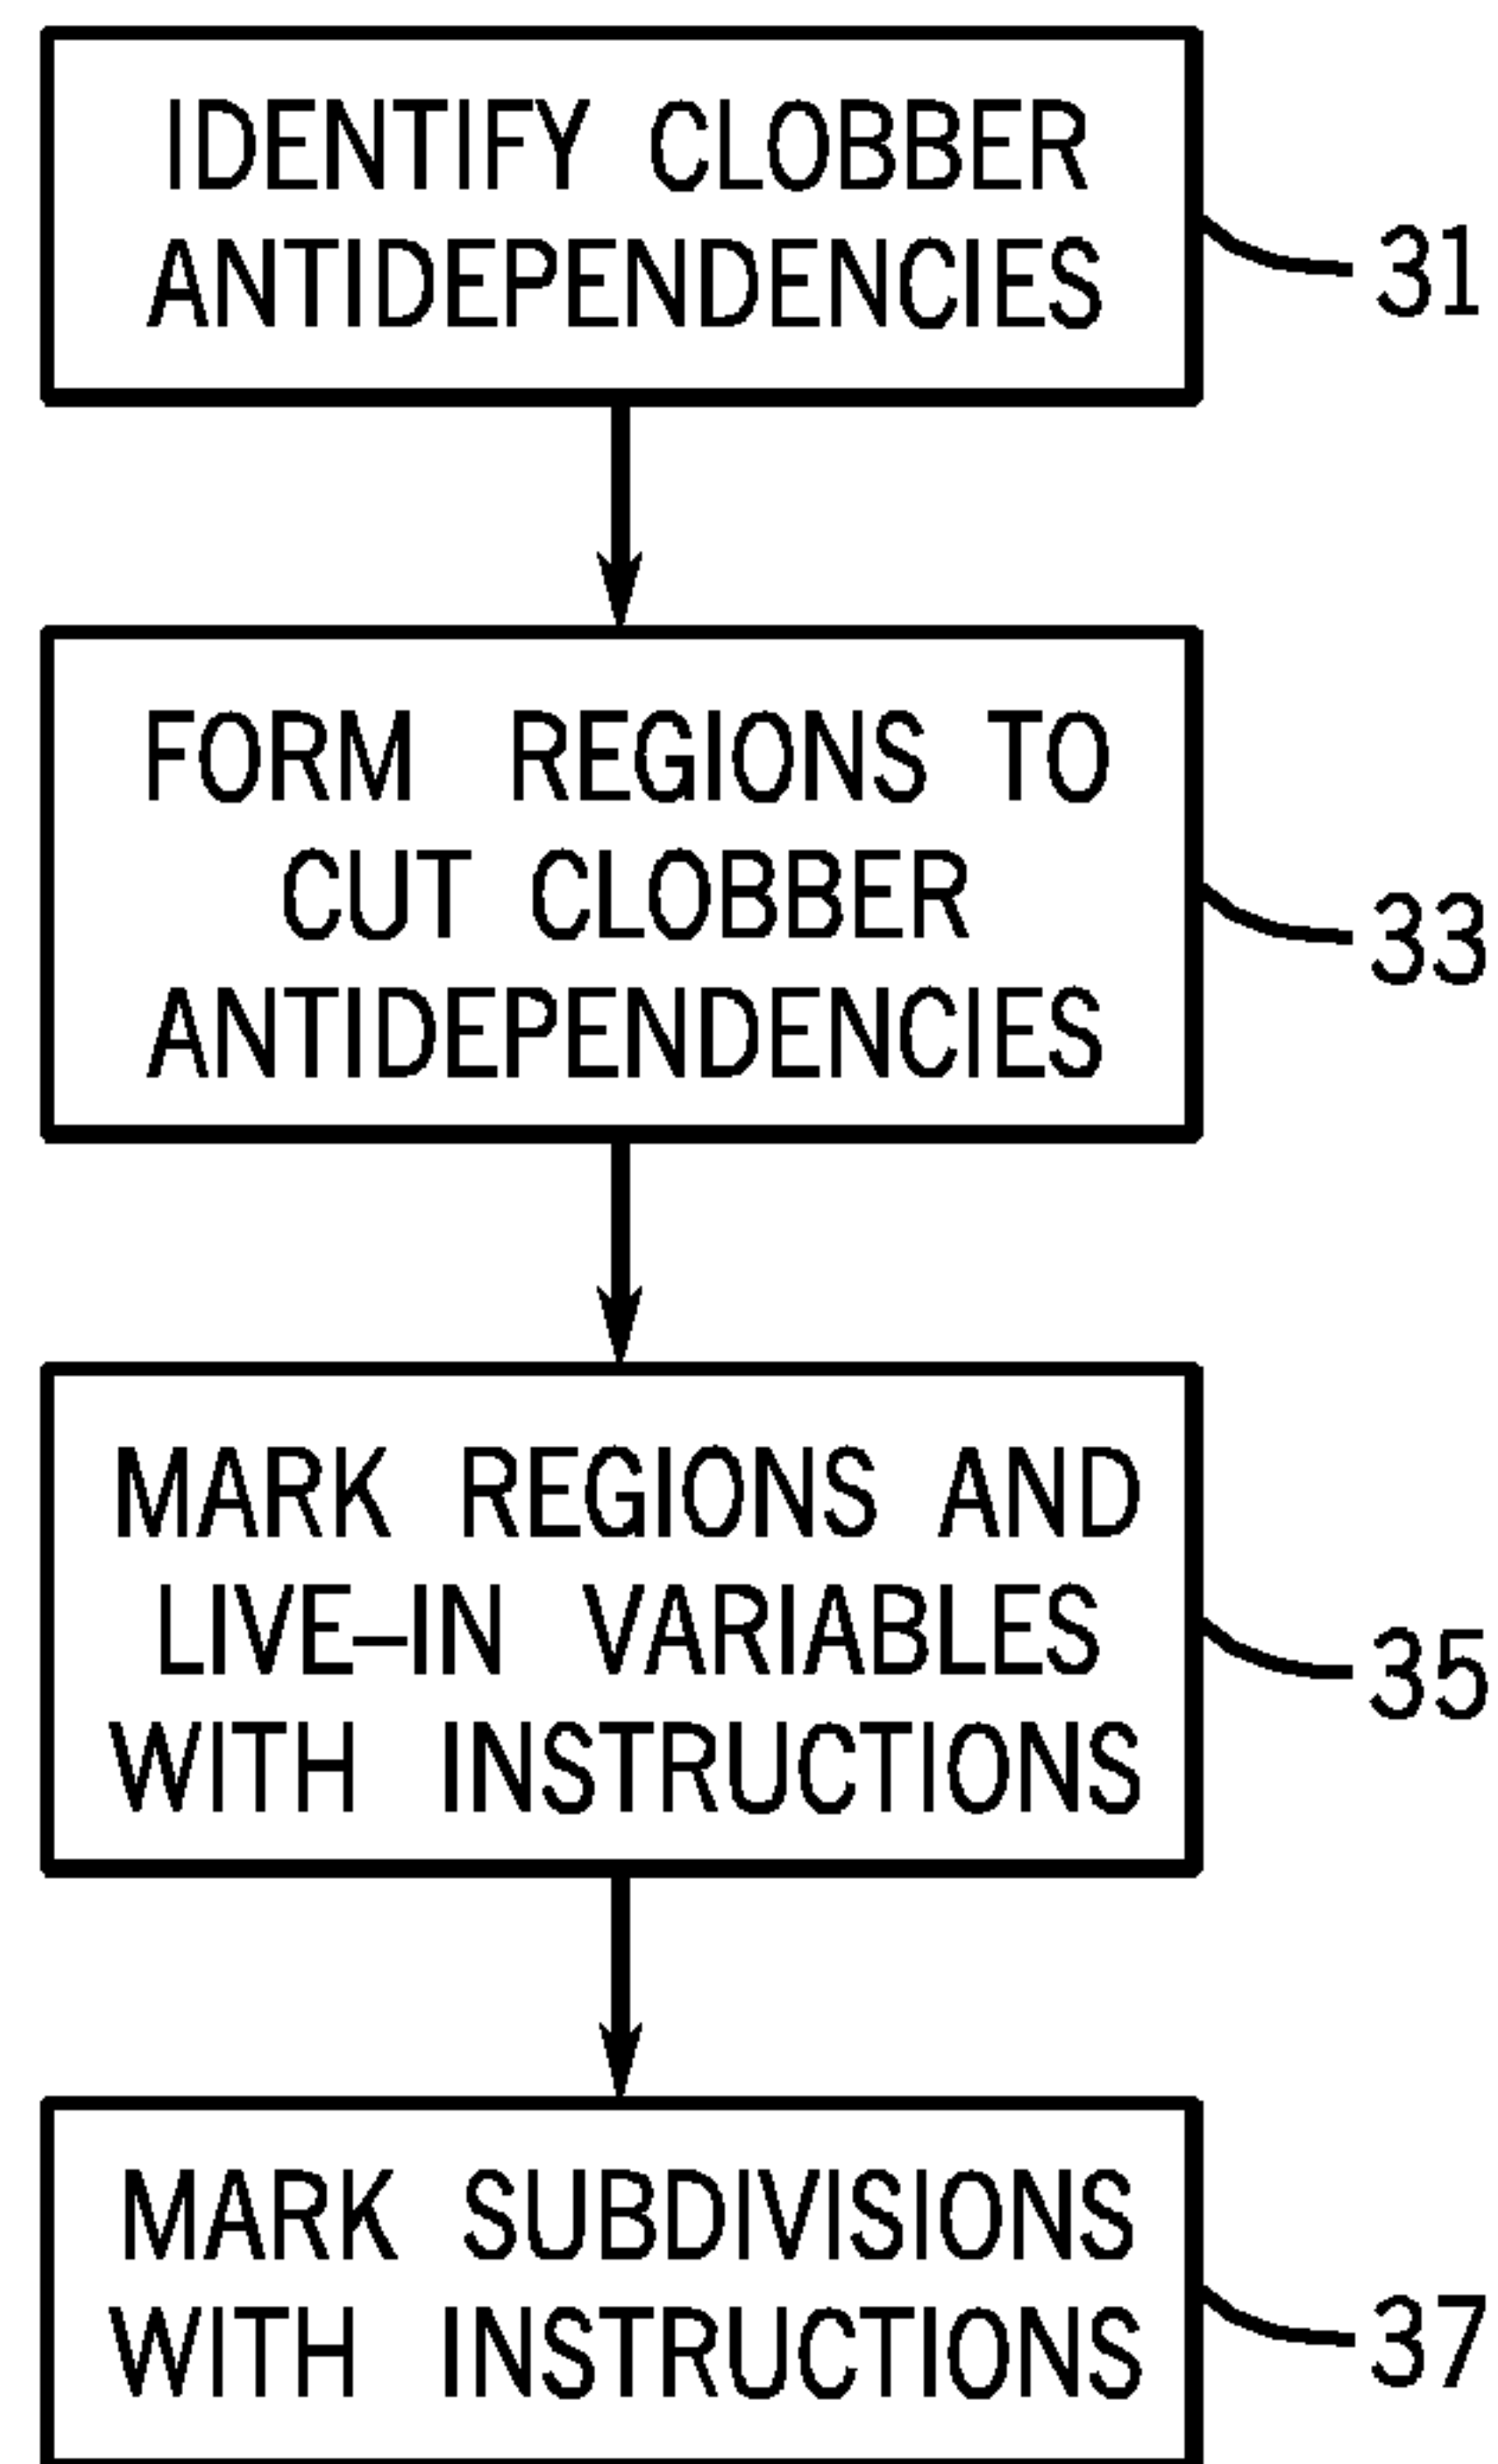 IDENTIFY CLOBBER
ANTIDEPENDENCIES
31
FORM REGIONS TO
CUT CLOBBER
ANTIDEPENDENCIES
33
MARK REGIONS AND
LIVE–IN VARIABLES
WITH INSTRUCTIONS
35
MARK SUBDIVISIONS
WITH INSTRUCTIONS
37